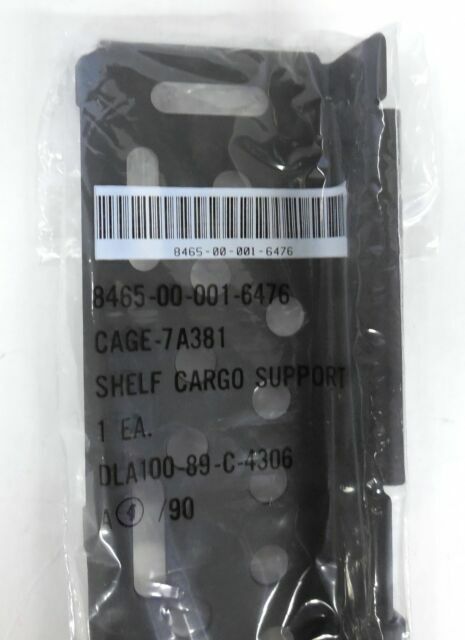 8465-00-001-6476
8465-00-001-6476
CAGE-7A381
SHELF CARGO SUPPORT
1 EA.
DLA100-89-C-4306
A /90